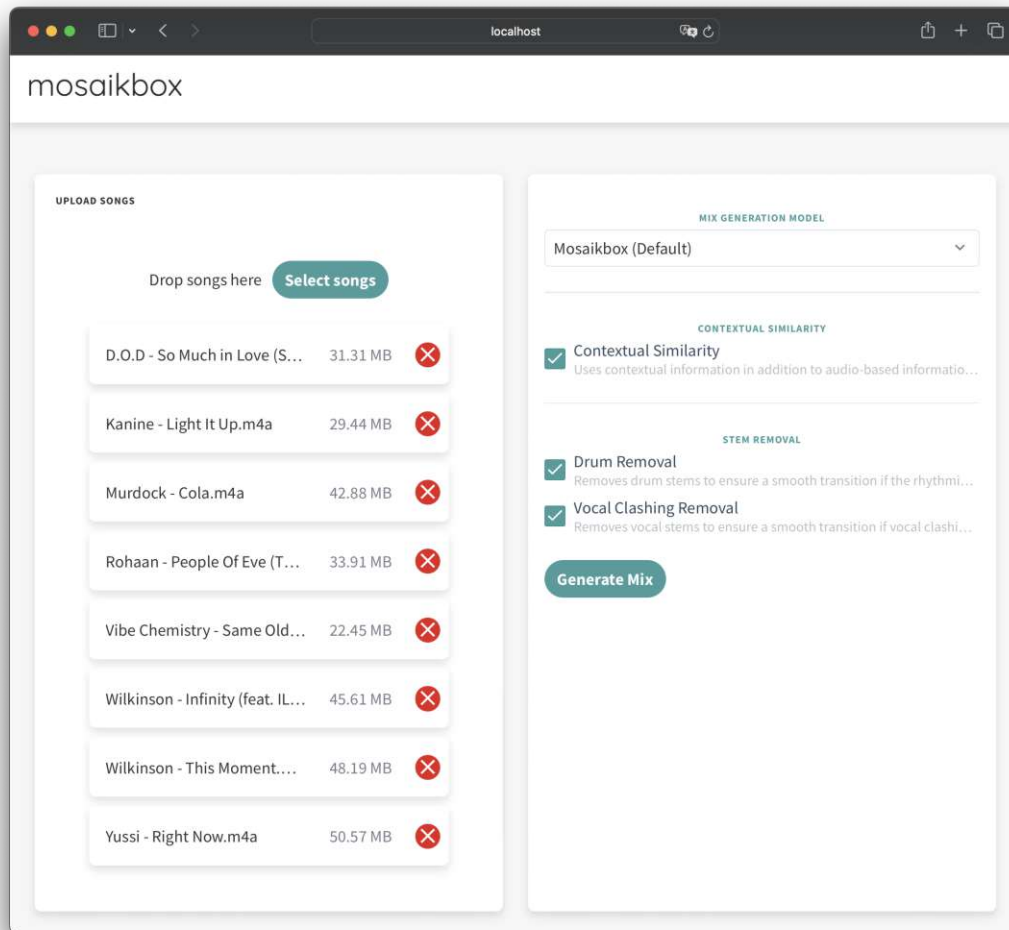 localhost
mosaikbox
UPLOAD SONGS
Drop songs here Select songs
D.O.D - So Much in Love (S... 31.31 MB
Kanine - Light It Up.m4a 29.44 MB
Murdock - Cola.m4a 42.88 MB
Rohaan - People Of Eve (T... 33.91 MB
Vibe Chemistry - Same Old... 22.45 MB
Wilkinson - Infinity (feat. IL... 45.61 MB
Wilkinson - This Moment.... 48.19 MB
Yussi - Right Now.m4a 50.57 MB
MIX GENERATION MODEL
Mosaikbox (Default)
CONTEXTUAL SIMILARITY
Contextual Similarity
Uses contextual information in addition to audio-based informatio...
STEM REMOVAL
Drum Removal
Removes drum stems to ensure a smooth transition if the rhythmi...
Vocal Clashing Removal
Removes vocal stems to ensure a smooth transition if vocal clashi...
Generate Mix